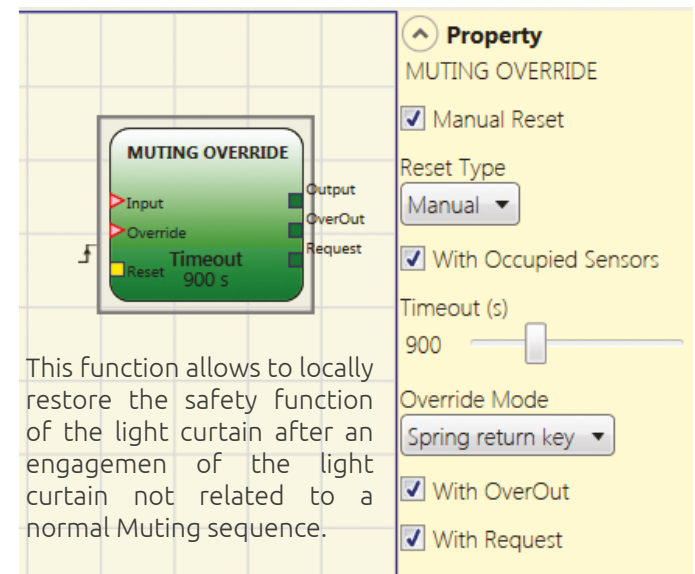 MUTING OVERRIDE
Input
Override
Reset
Timeout
900 s
Output
OverOut
Request
This function allows to locally
restore the safety function
of the light curtain after an
engagemen of the light
curtain not related to a
normal Muting sequence.
Property
MUTING OVERRIDE
Manual Reset
Reset Type
Manual
With Occupied Sensors
Timeout (s)
900
Override Mode
Spring return key
With OverOut
With Request